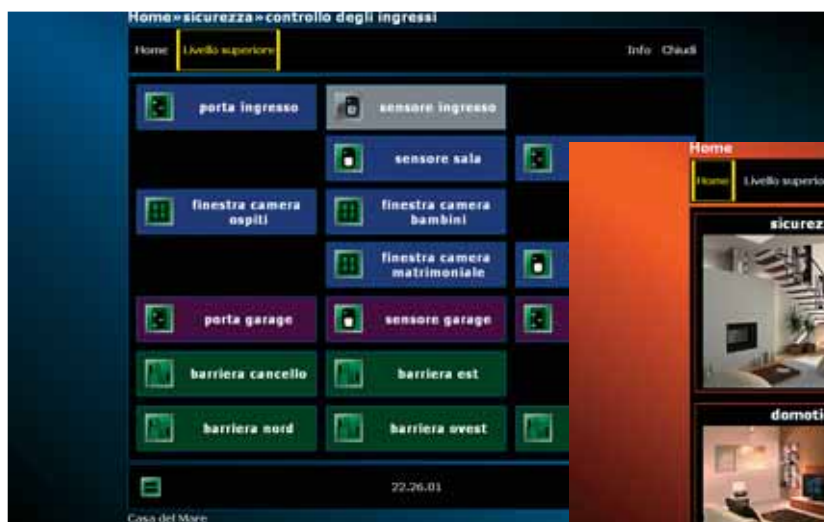 Home»sicurezza»controllo degli ingressi
Home Livello superiore Info Chiudi
porta ingresso sensore ingresso
sensore sala
finestra camera ospiti finestra camera bambini
finestra camera matrimoniale
porta garage sensore garage
barriera cancello barriera est
barriera nord barriera ovest
22.26.01
Casa del Mare
Home
Home Livello superio
sicurez
domoti